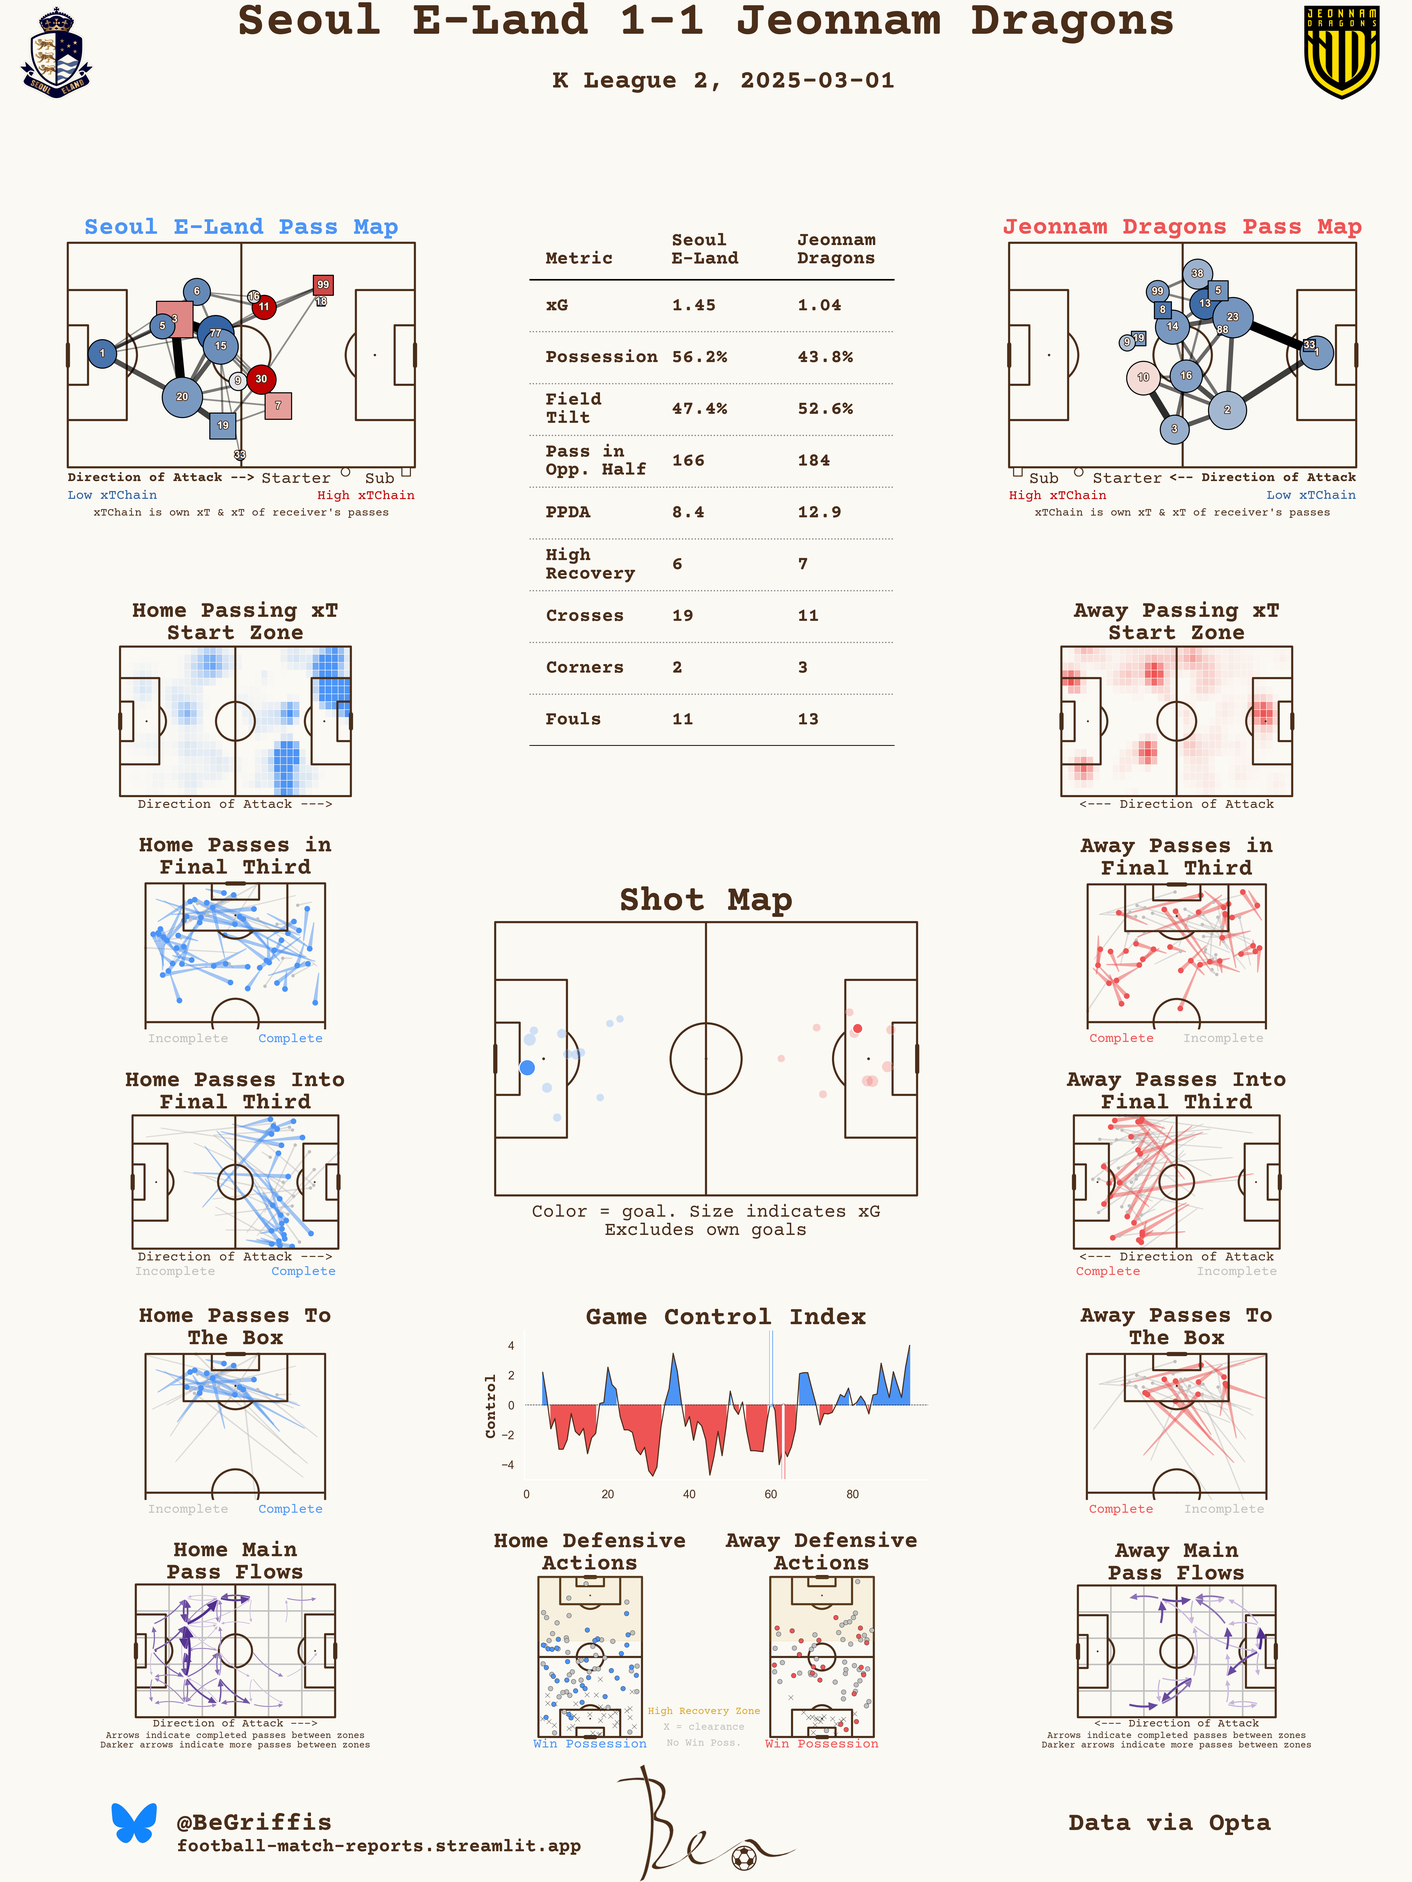 Seoul E-Land 1-1 Jeonnam Dragons
K League 2, 2025-03-01
SEOUL ELAND
JEONNAM
DRAGONS
Seoul E-Land Pass Map
6
16
11
99
18
3
5
77
15
1
9
30
20
7
19
33
Direction of Attack --> Starter Sub
Low xTChain High xTChain
xTChain is own xT & xT of receiver's passes
Metric Seoul E-Land Jeonnam Dragons
xG 1.45 1.04
Possession 56.2% 43.8%
Field Tilt 47.4% 52.6%
Pass in Opp. Half 166 184
PPDA 8.4 12.9
High Recovery 6 7
Crosses 19 11
Corners 2 3
Fouls 11 13
Jeonnam Dragons Pass Map
38
99
5
13
8
23
14
88
19
9
33
1
10
16
2
3
Sub Starter <-- Direction of Attack
High xTChain Low xTChain
xTChain is own xT & xT of receiver's passes
Home Passing xT
Start Zone
Direction of Attack --->
Away Passing xT
Start Zone
<--- Direction of Attack
Home Passes in
Final Third
Incomplete Complete
Away Passes in
Final Third
Complete Incomplete
Shot Map
Color = goal. Size indicates xG
Excludes own goals
Home Passes Into
Final Third
Direction of Attack --->
Incomplete Complete
Away Passes Into
Final Third
<--- Direction of Attack
Complete Incomplete
Home Passes To
The Box
Incomplete Complete
Game Control Index
Control
4
2
0
−2
−4
0 20 40 60 80
Away Passes To
The Box
Complete Incomplete
Home Main
Pass Flows
Direction of Attack --->
Arrows indicate completed passes between zones
Darker arrows indicate more passes between zones
Home Defensive
Actions
Win Possession
Away Defensive
Actions
Win Possession
High Recovery Zone
X = clearance
No Win Poss.
Away Main
Pass Flows
<--- Direction of Attack
Arrows indicate completed passes between zones
Darker arrows indicate more passes between zones
@BeGriffis
football-match-reports.streamlit.app
Ben
Data via Opta